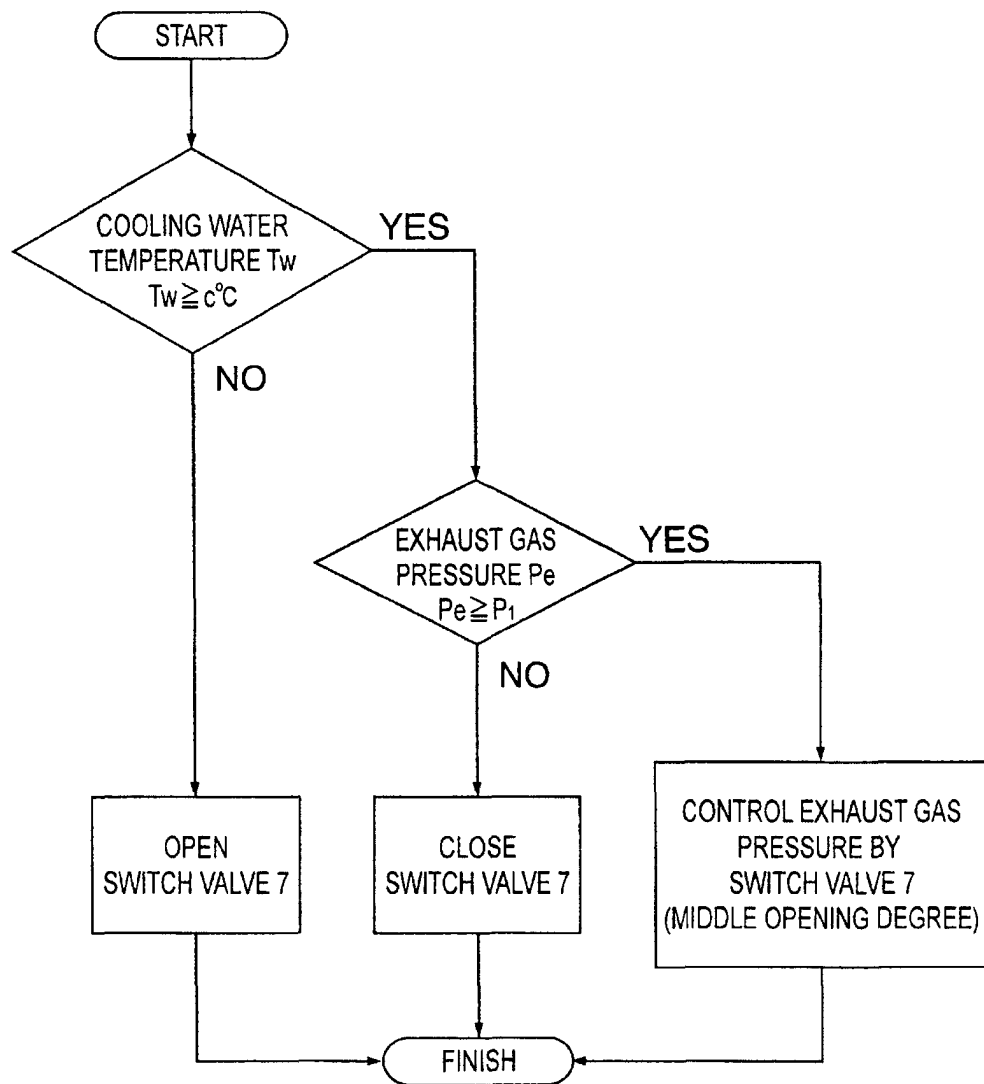 START
COOLING WATER
TEMPERATURE Tw
Tw≧c°C
YES
NO
EXHAUST GAS
PRESSURE Pe
Pe≧P₁
YES
NO
OPEN
SWITCH VALVE 7
CLOSE
SWITCH VALVE 7
CONTROL EXHAUST GAS
PRESSURE BY
SWITCH VALVE 7
(MIDDLE OPENING DEGREE)
FINISH